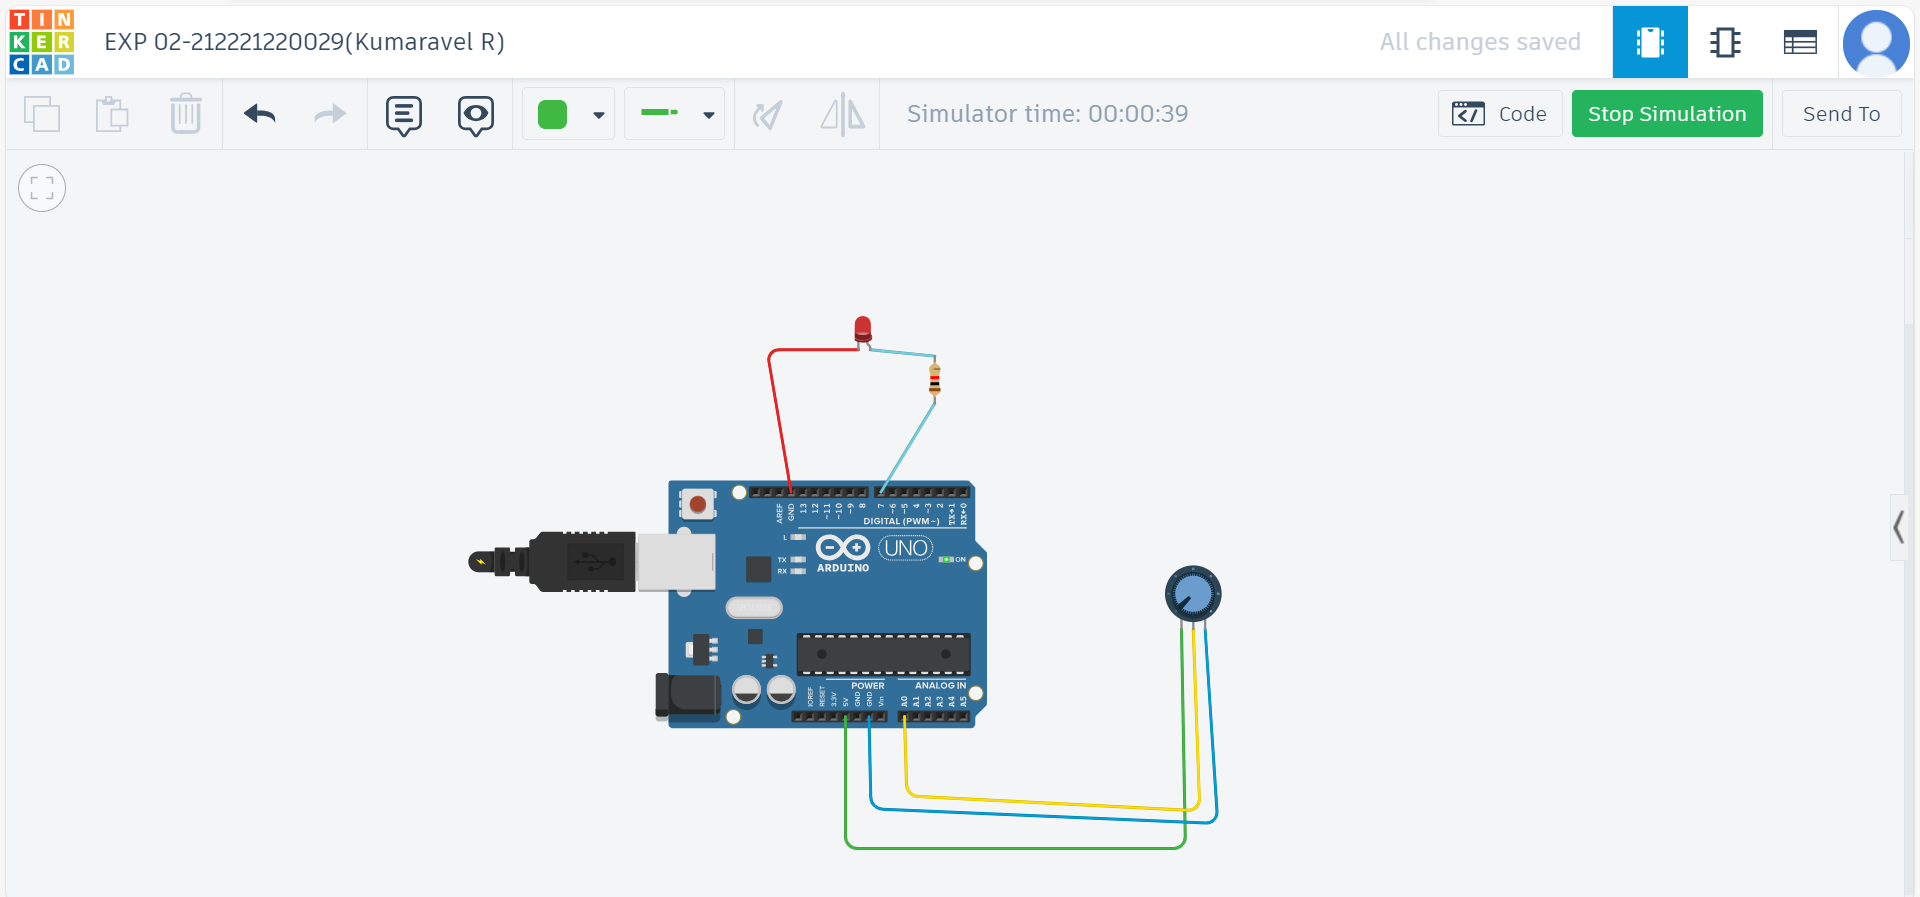 TIN
KER
CAD
EXP 02-212221220029(Kumaravel R)
All changes saved
Simulator time: 00:00:39
Code
Stop Simulation
Send To
AREF
GND
13
12
~11
~10
~9
8
7
~6
~5
4
~3
2
TX→1
RX←0
DIGITAL (PWM~)
L
TX
RX
ARDUINO
UNO
ON
POWER
ANALOG IN
IOREF
RESET
3.3V
5V
GND
GND
Vin
A0
A1
A2
A3
A4
A5